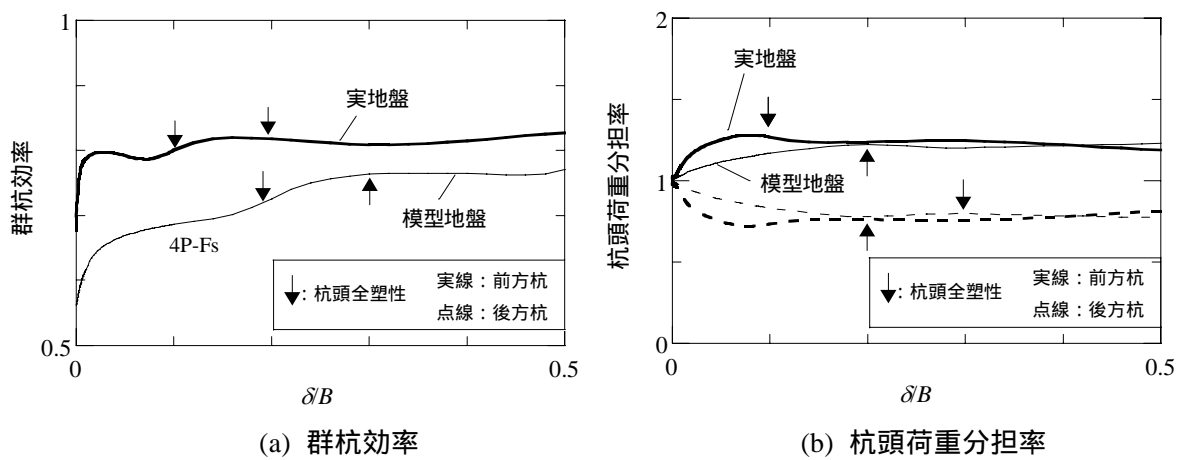 1
群杭効率
実地盤
模型地盤
4P-Fs
：杭頭全塑性
実線：前方杭
点線：後方杭
0.5
0
0.5
δ/B
(a) 群杭効率
2
杭頭荷重分担率
実地盤
1
模型地盤
：杭頭全塑性
実線：前方杭
点線：後方杭
0
0
0.5
δ/B
(b) 杭頭荷重分担率